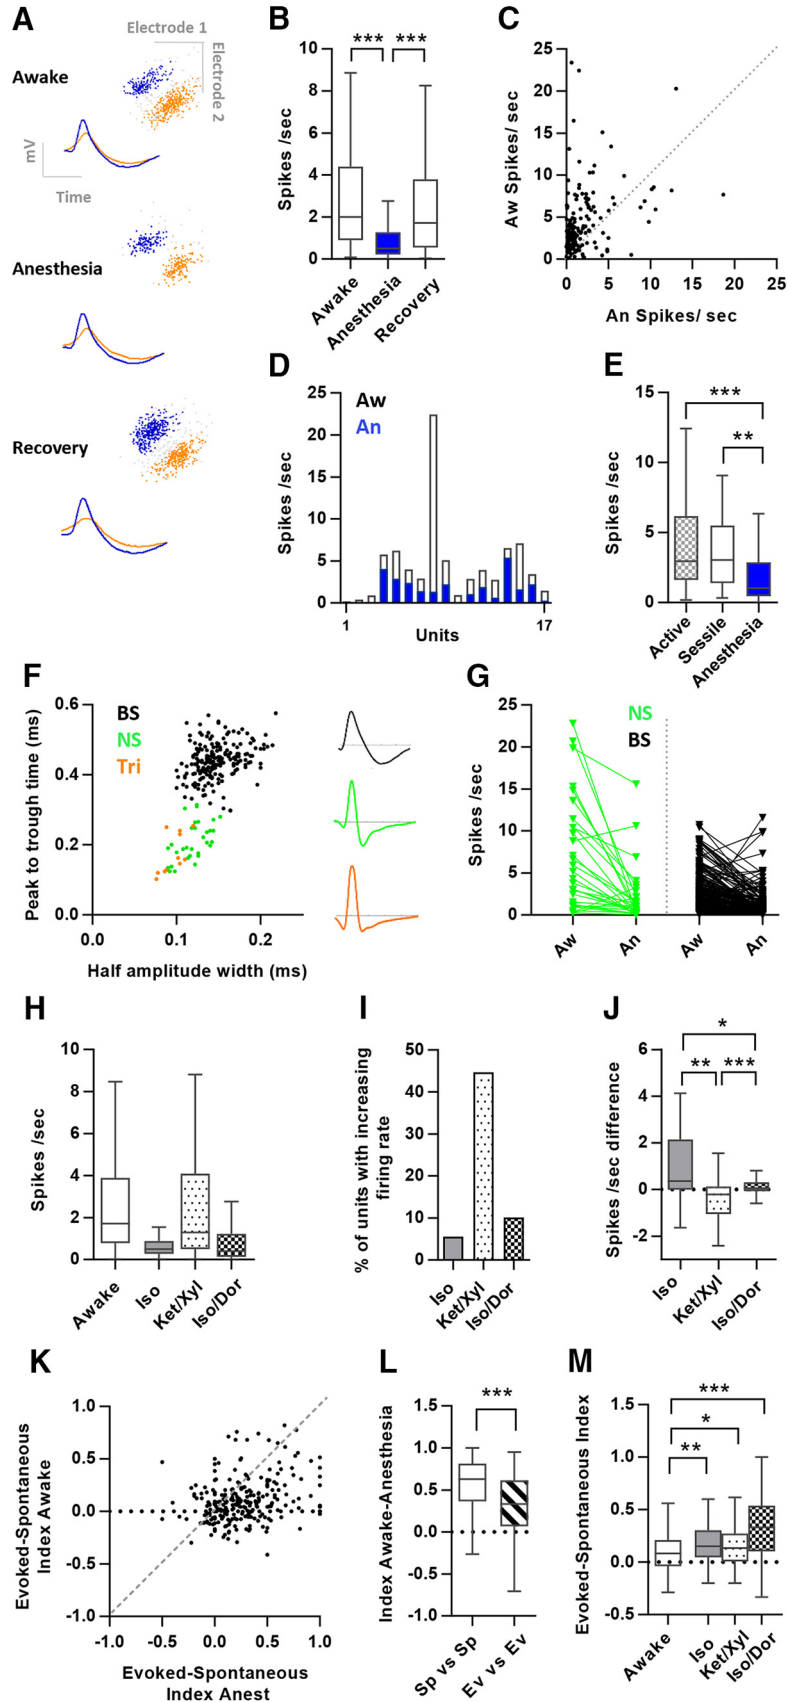 A
Electrode 1
Electrode 2
Awake
mV
Time
Anesthesia
Recovery
B
***
***
Spikes /sec
10
8
6
4
2
0
Awake
Anesthesia
Recovery
C
Aw Spikes/ sec
25
20
15
10
5
0
0 5 10 15 20 25
An Spikes/ sec
D
Spikes /sec
25
20
15
10
5
0
Aw
An
1 17
Units
E
Spikes /sec
15
10
5
0
***
**
Active
Sessile
Anesthesia
F
Peak to trough time (ms)
0.6
0.4
0.2
0.0
BS
NS
Tri
0.0 0.1 0.2
Half amplitude width (ms)
G
Spikes /sec
25
20
15
10
5
0
NS
BS
Aw An Aw An
H
Spikes /sec
10
8
6
4
2
0
Awake
Iso
Ket/Xyl
Iso/Dor
I
% of units with increasing
firing rate
50
40
30
20
10
0
Iso
Ket/Xyl
Iso/Dor
J
Spikes /sec difference
6
4
2
0
-2
*
**
***
Iso
Ket/Xyl
Iso/Dor
K
Evoked-Spontaneous
Index Awake
1.0
0.5
0.0
-0.5
-1.0
-1.0 -0.5 0.0 0.5 1.0
Evoked-Spontaneous
Index Anest
L
Index Awake-Anesthesia
1.5
1.0
0.5
0.0
-0.5
-1.0
***
Sp vs Sp
Ev vs Ev
M
Evoked-Spontaneous Index
1.5
1.0
0.5
0.0
-0.5
***
*
**
Awake
Iso
Ket/Xyl
Iso/Dor